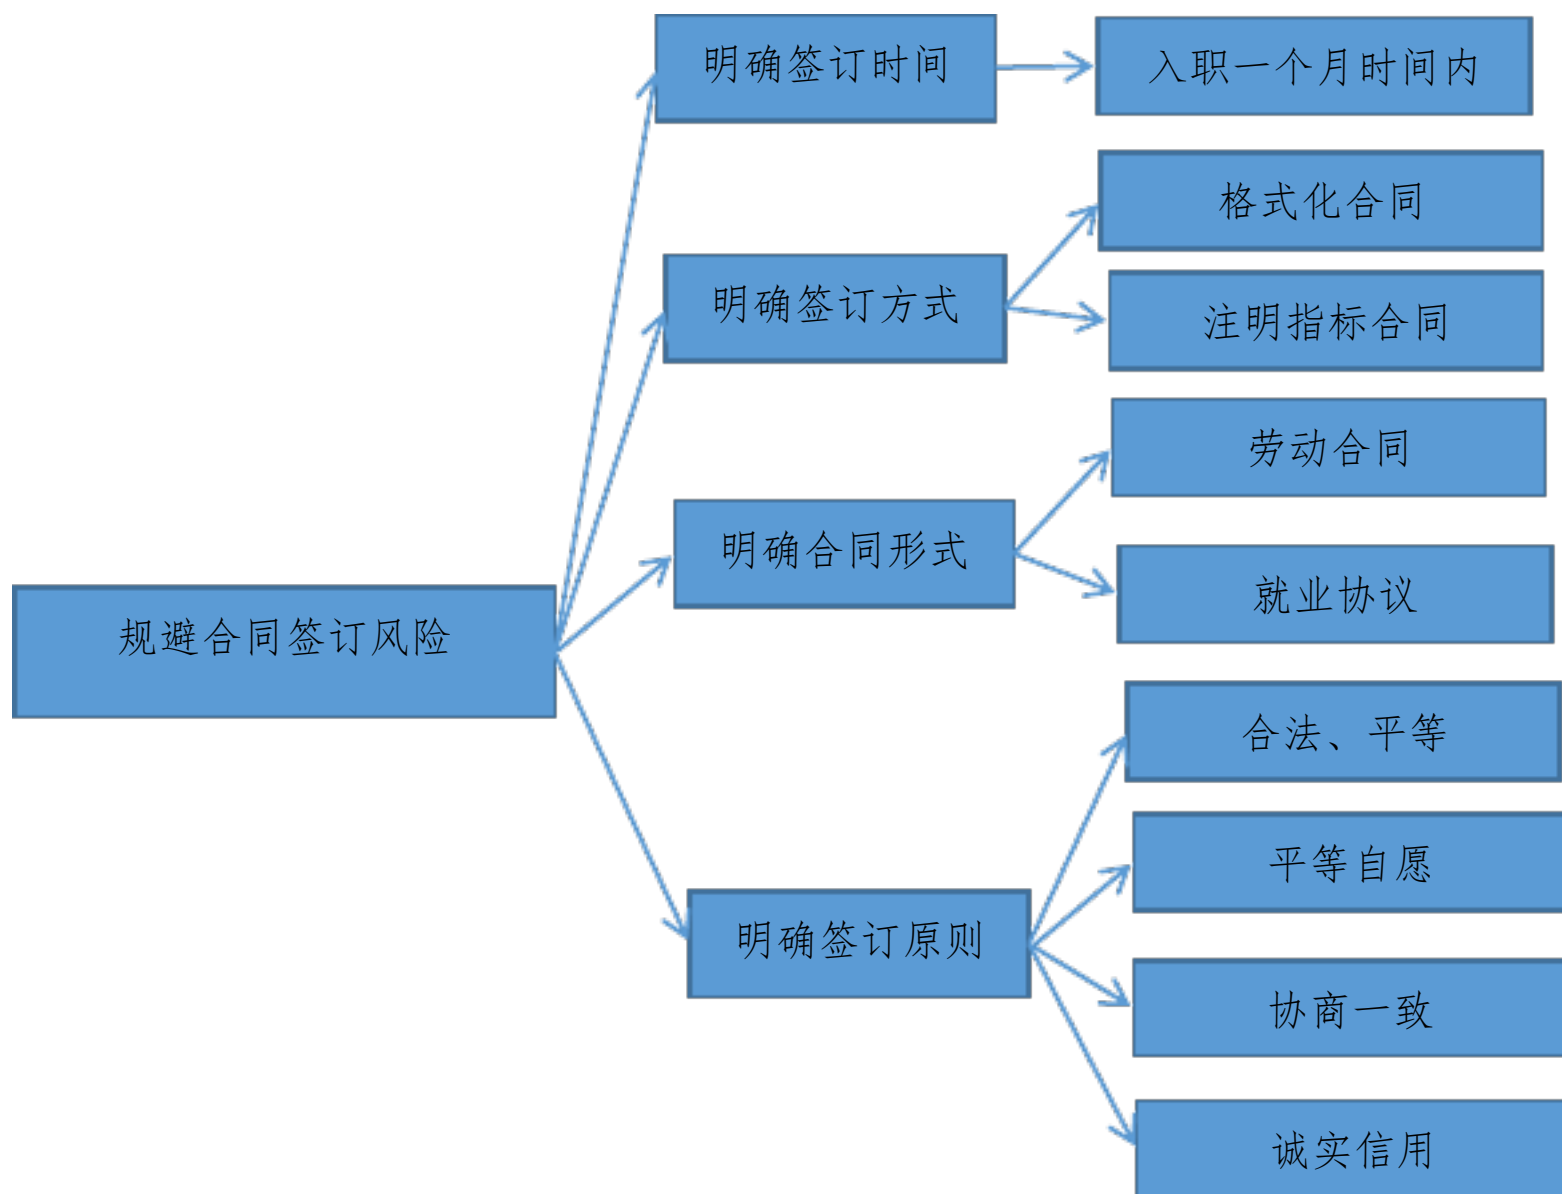 明确签订时间
入职一个月时间内
格式化合同
明确签订方式
注明指标合同
劳动合同
明确合同形式
就业协议
规避合同签订风险
合法、平等
平等自愿
明确签订原则
协商一致
诚实信用